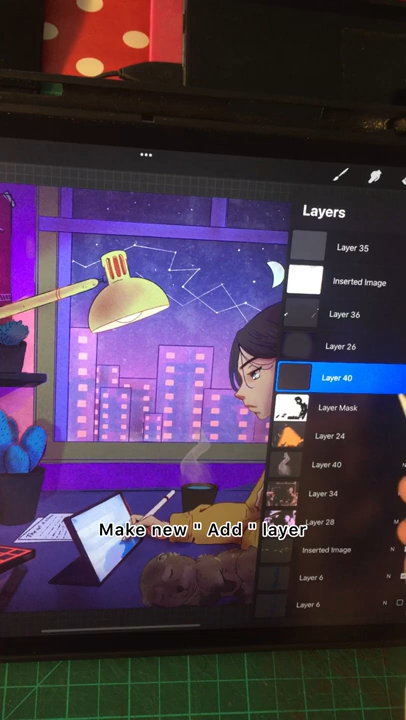 Layers
Layer 35
Inserted Image
Layer 36
Layer 26
Layer 40
Layer Mask
Layer 24
Layer 40
N
Layer 34
Layer 28
M
Make new " Add " layer
Inserted Image
N
Layer 6
N
Layer 6
N